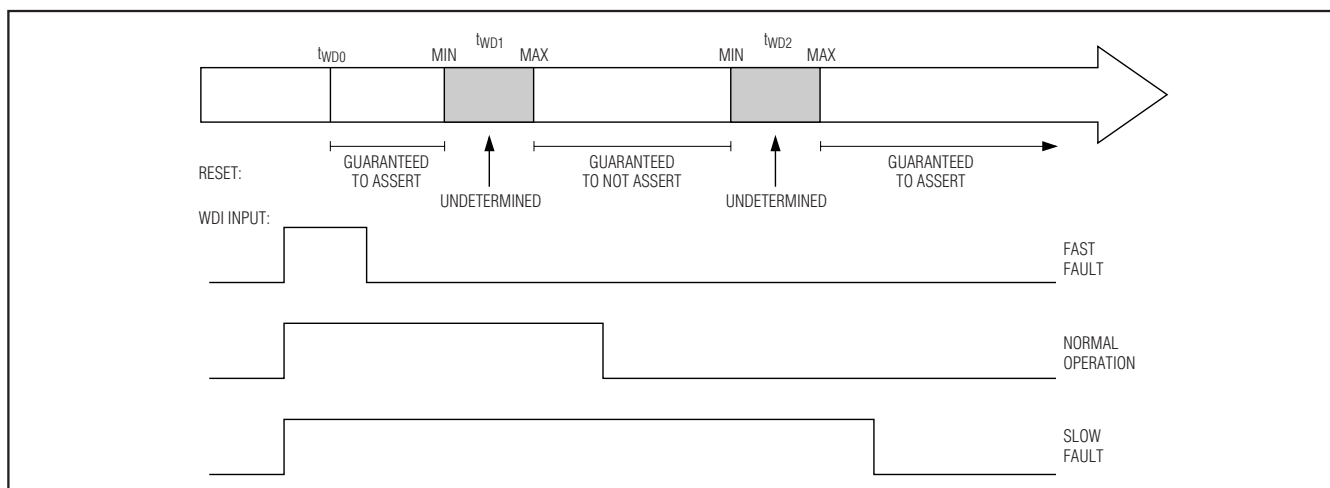 tWD0
MIN
tWD1
MAX
MIN
tWD2
MAX
RESET:
GUARANTEED
TO ASSERT
UNDETERMINED
GUARANTEED
TO NOT ASSERT
UNDETERMINED
GUARANTEED
TO ASSERT
WDI INPUT:
FAST
FAULT
NORMAL
OPERATION
SLOW
FAULT